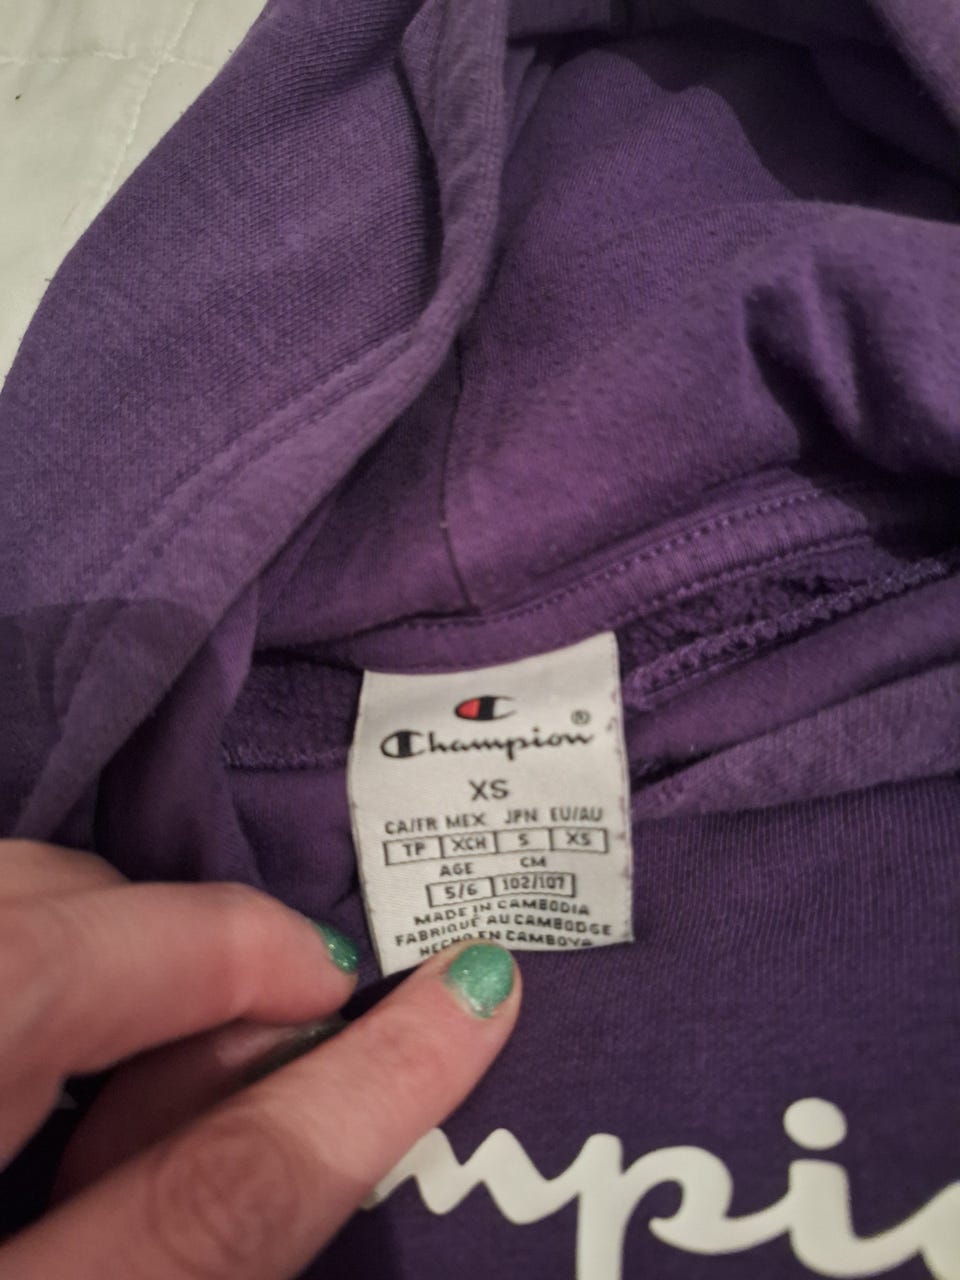 Champion®
XS
CA/FR MEX JPN EU/AU
TP XCH S XS
AGE CM
5/6 102/107
MADE IN CAMBODIA
FABRIQUÉ AU CAMBODGE
HECHO EN CAMBOYA
mpi